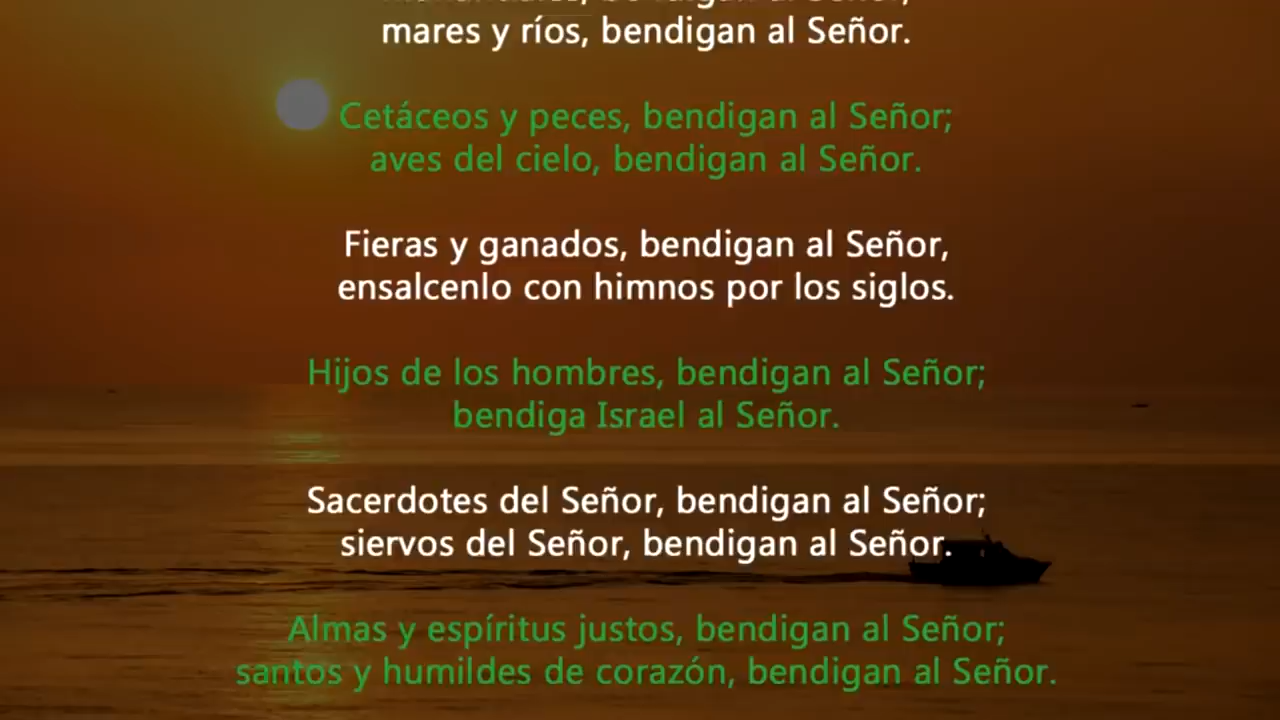 mares y ríos, bendigan al Señor.
Cetáceos y peces, bendigan al Señor;
aves del cielo, bendigan al Señor.
Fieras y ganados, bendigan al Señor,
ensalcenlo con himnos por los siglos.
Hijos de los hombres, bendigan al Señor;
bendiga Israel al Señor.
Sacerdotes del Señor, bendigan al Señor;
siervos del Señor, bendigan al Señor.
Almas y espíritus justos, bendigan al Señor;
santos y humildes de corazón, bendigan al Señor.